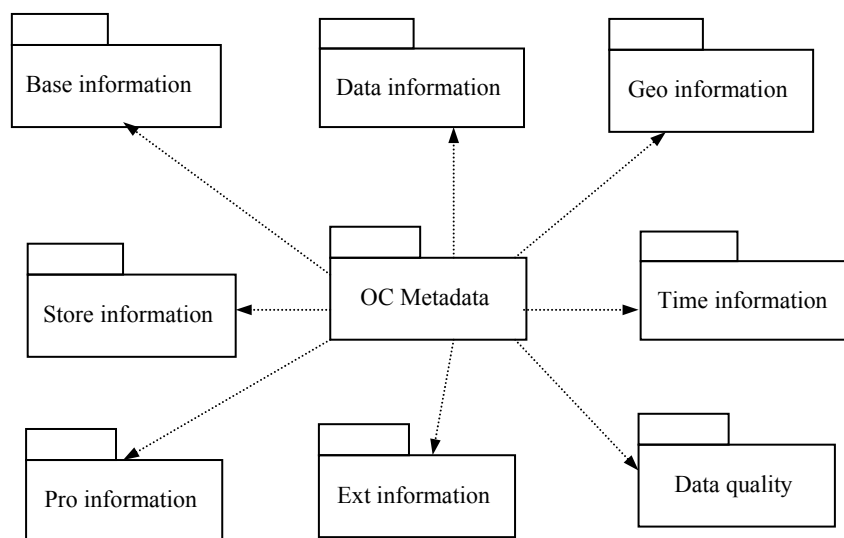 Base information
Data information
Geo information
Store information
OC Metadata
Time information
Pro information
Ext information
Data quality